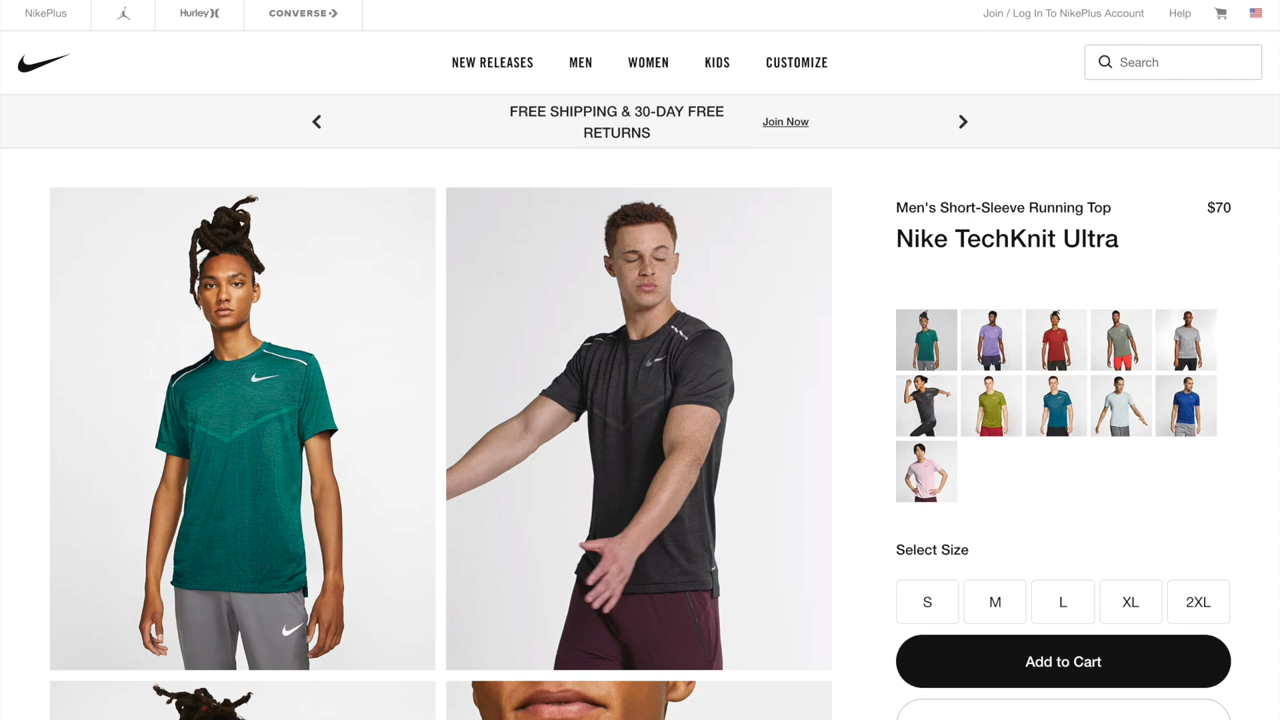 NikePlus
Hurley
CONVERSE
Join / Log In To NikePlus Account
Help
NEW RELEASES
MEN
WOMEN
KIDS
CUSTOMIZE
Search
FREE SHIPPING & 30-DAY FREE
RETURNS
Join Now
Men's Short-Sleeve Running Top
$70
Nike TechKnit Ultra
Select Size
S
M
L
XL
2XL
Add to Cart